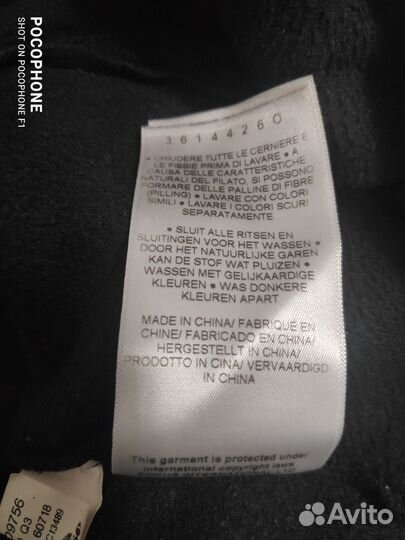 POCOPHONE
SHOT ON POCOPHONE F1
36144260
• CHIUDERE TUTTE LE CERNIERE E
LE FIBBIE PRIMA DI LAVARE • A
CAUSA DELLE CARATTERISTICHE
NATURALI DEL FILATO, SI POSSONO
FORMARE DELLE PALLINE DI FIBRE
(PILLING) • LAVARE CON COLORI
SIMILI • LAVARE I COLORI SCURI
SEPARATAMENTE
• SLUIT ALLE RITSEN EN
SLUITINGEN VOOR HET WASSEN •
DOOR HET NATUURLIJKE GAREN
KAN DE STOF WAT PLUIZEN •
WASSEN MET GELIJKAARDIGE
KLEUREN • WAS DONKERE
KLEUREN APART
MADE IN CHINA/ FABRIQUÉ EN
CHINE/ FABRICADO EN CHINA/
HERGESTELLT IN CHINA/
PRODOTTO IN CINA/ VERVAARDIGD
IN CHINA
This garment is protected under
international copyright laws
09756
Q3
60718
C13489
Avito